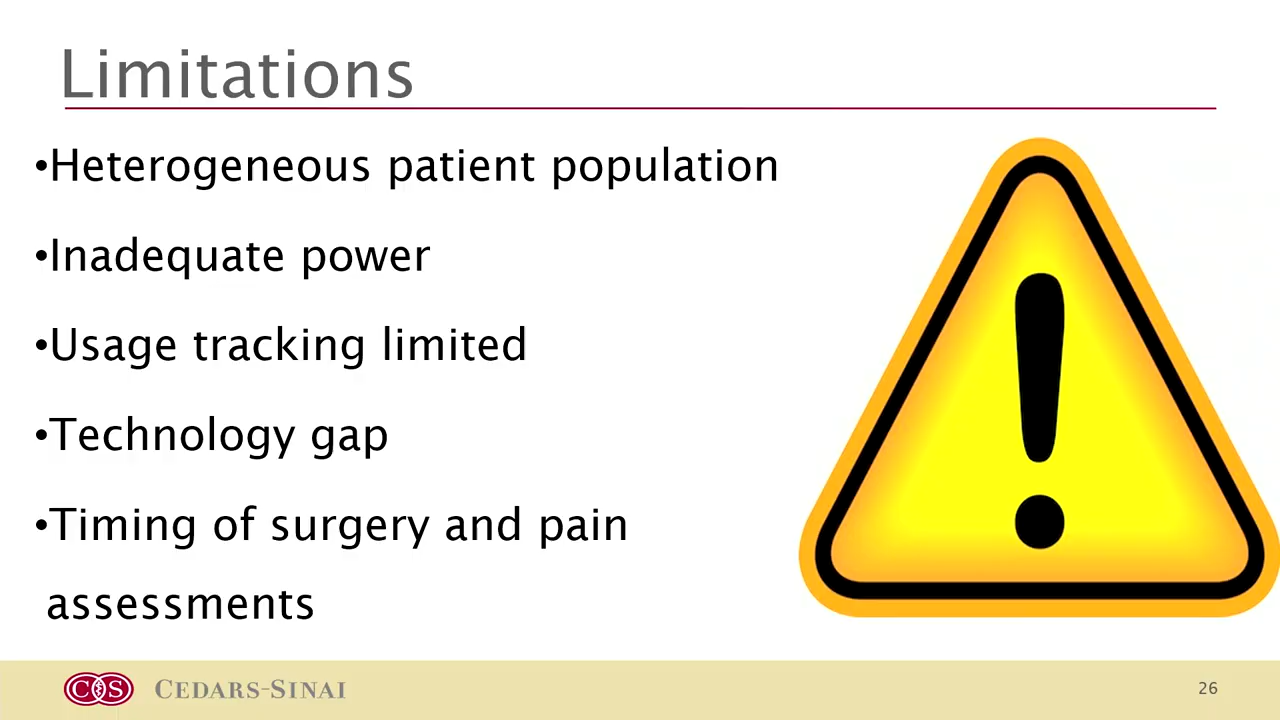 Limitations
•Heterogeneous patient population
•Inadequate power
•Usage tracking limited
•Technology gap
•Timing of surgery and pain
assessments
!
CS
CEDARS-SINAI
26